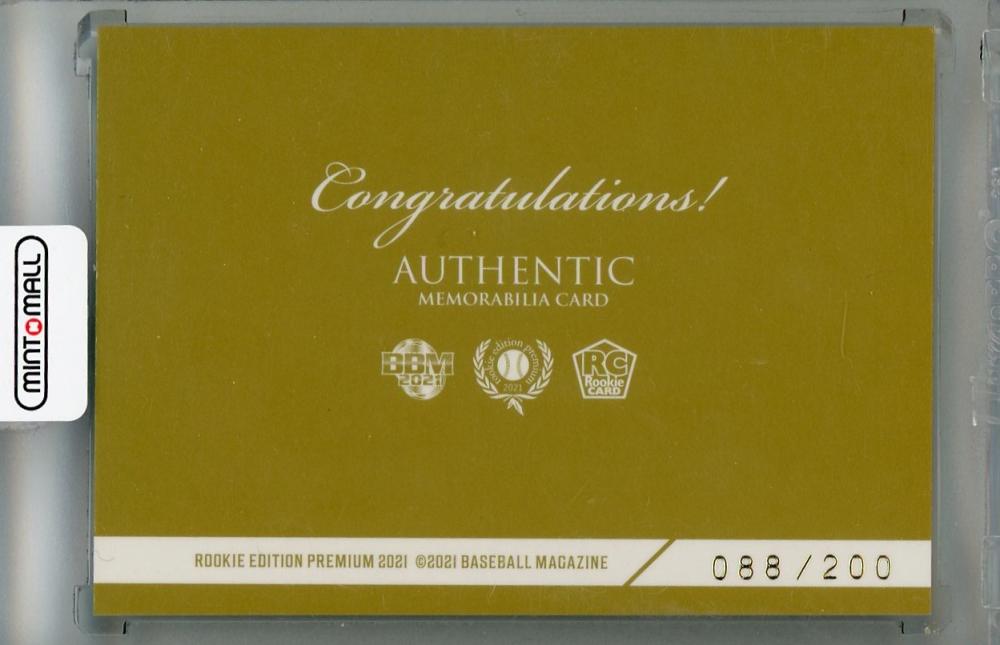 Congratulations!
AUTHENTIC
MEMORABILIA CARD
BBM
2021
rookie edition premium
2021
RC
Rookie
CARD
ROOKIE EDITION PREMIUM 2021 ©2021 BASEBALL MAGAZINE
088/200
MINTOMALL